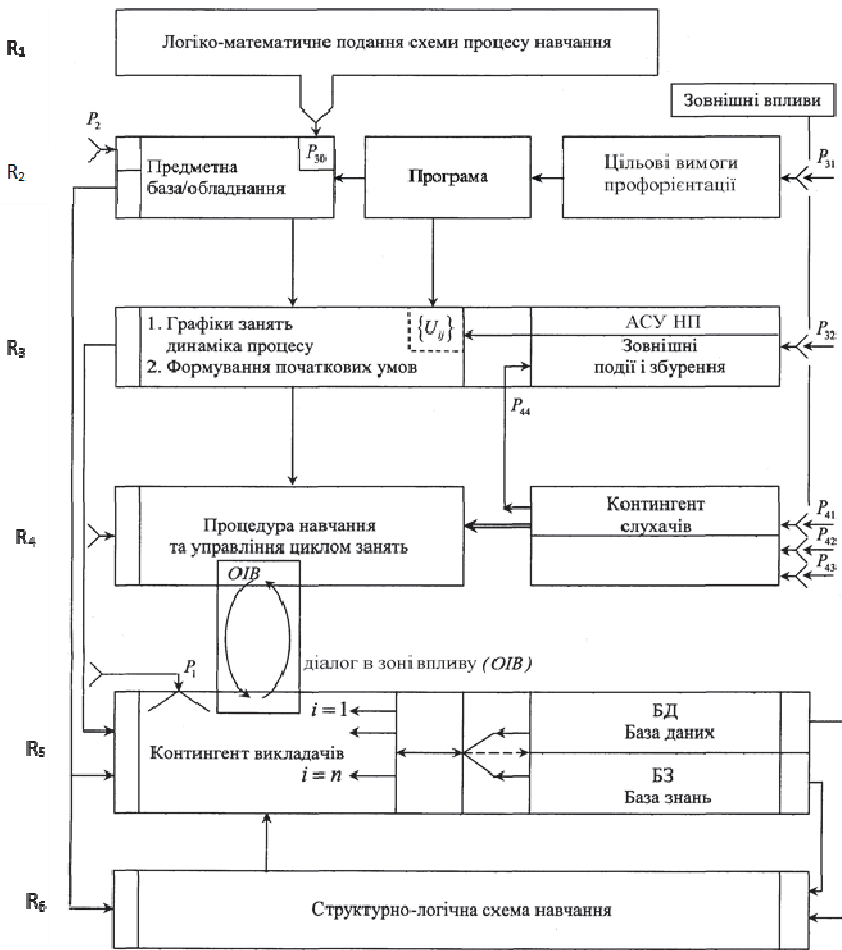 R₁
Логіко-математичне подання схеми процесу навчання
Зовнішні впливи
P₂
R₂
Предметна
база/обладнання
P₃₀
Програма
Цільові вимоги
профорієнтації
P₃₁
R₃
1. Графіки занять
динаміка процесу
2. Формування початкових умов
{U_ij}
АСУ НП
Зовнішні
події і збурення
P₃₂
P₄₄
R₄
Процедура навчання
та управління циклом занять
Контингент
слухачів
P₄₁
P₄₂
P₄₃
ОІВ
діалог в зоні впливу (ОІВ)
P₁
R₅
Контингент викладачів
i = 1
i = n
БД
База даних
БЗ
База знань
R₆
Структурно-логічна схема навчання